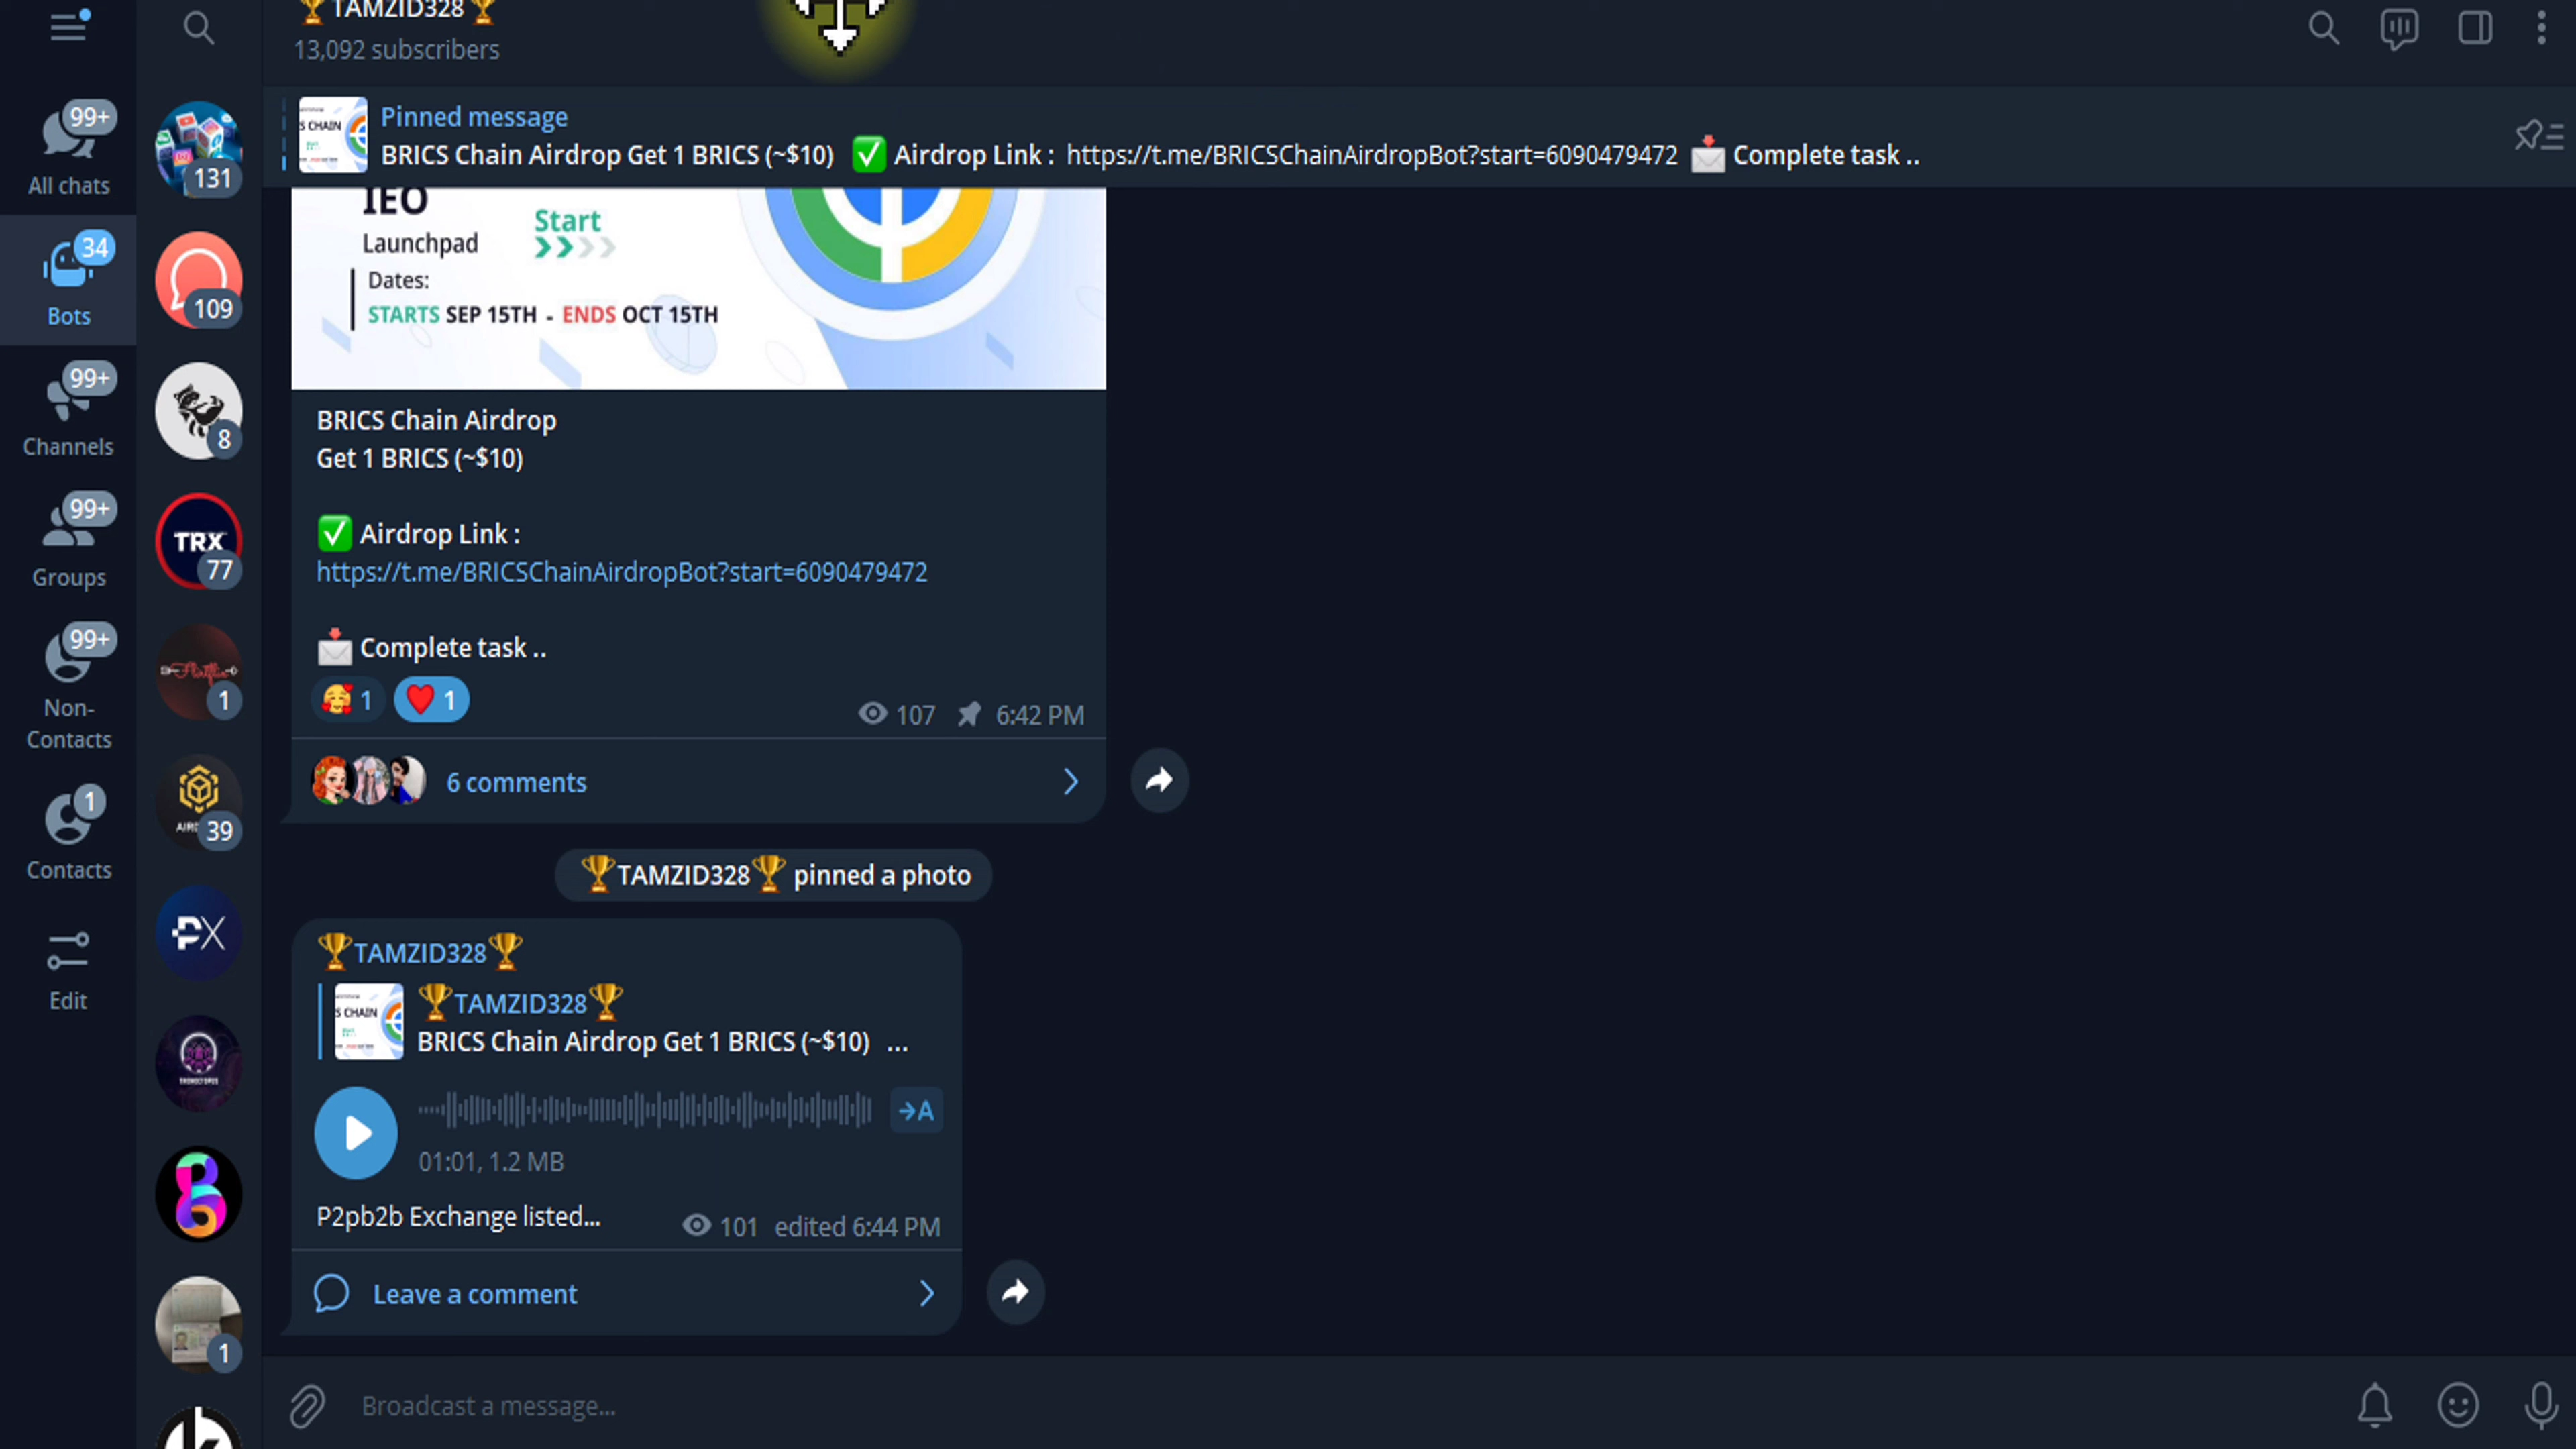 🏆TAMZID328🏆
13,092 subscribers
99+
All chats
34
Bots
99+
Channels
99+
Groups
99+
Non-
Contacts
1
Contacts
Edit
131
109
8
TRX
77
1
39
PX
1
S CHAIN
Pinned message
BRICS Chain Airdrop Get 1 BRICS (~$10) ✅ Airdrop Link : https://t.me/BRICSChainAirdropBot?start=6090479472 📩 Complete task ..
IEO
Launchpad
Start
Dates:
STARTS SEP 15TH - ENDS OCT 15TH
BRICS Chain Airdrop
Get 1 BRICS (~$10)
✅ Airdrop Link :
https://t.me/BRICSChainAirdropBot?start=6090479472
📩 Complete task ..
🥰 1 ❤️ 1
107 6:42 PM
6 comments
🏆TAMZID328🏆 pinned a photo
🏆TAMZID328🏆
S CHAIN
🏆TAMZID328🏆
BRICS Chain Airdrop Get 1 BRICS (~$10) ...
→A
01:01, 1.2 MB
P2pb2b Exchange listed...
101 edited 6:44 PM
Leave a comment
Broadcast a message...